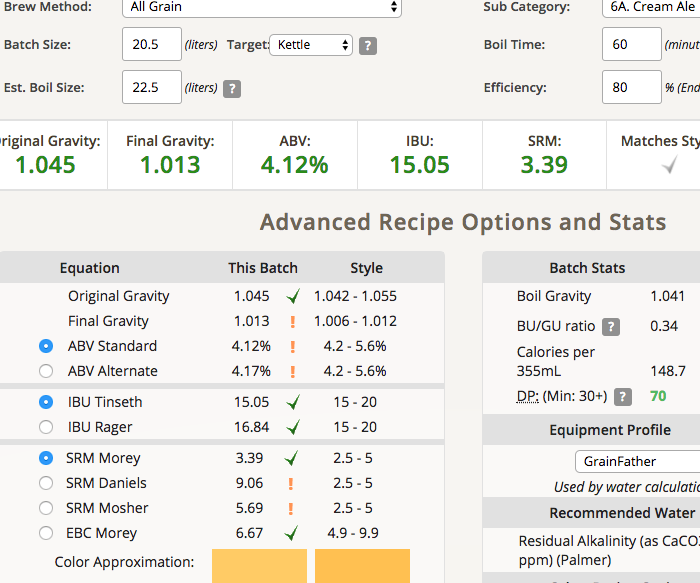 Brew Method: All Grain Sub Category: 6A. Cream Ale
Batch Size: 20.5 (liters) Target: Kettle ? Boil Time: 60 (minut
Est. Boil Size: 22.5 (liters) ? Efficiency: 80 % (End
riginal Gravity: Final Gravity: ABV: IBU: SRM: Matches Sty
1.045 1.013 4.12% 15.05 3.39
Advanced Recipe Options and Stats
Equation This Batch Style
Original Gravity 1.045 1.042 - 1.055
Final Gravity 1.013 ! 1.006 - 1.012
ABV Standard 4.12% ! 4.2 - 5.6%
ABV Alternate 4.17% ! 4.2 - 5.6%
IBU Tinseth 15.05 15 - 20
IBU Rager 16.84 15 - 20
SRM Morey 3.39 2.5 - 5
SRM Daniels 9.06 ! 2.5 - 5
SRM Mosher 5.69 ! 2.5 - 5
EBC Morey 6.67 4.9 - 9.9
Color Approximation:
Batch Stats
Boil Gravity 1.041
BU/GU ratio ? 0.34
Calories per
355mL 148.7
DP: (Min: 30+) ? 70
Equipment Profile
GrainFather
Used by water calculatio
Recommended Water
Residual Alkalinity (as CaCO3
ppm) (Palmer)